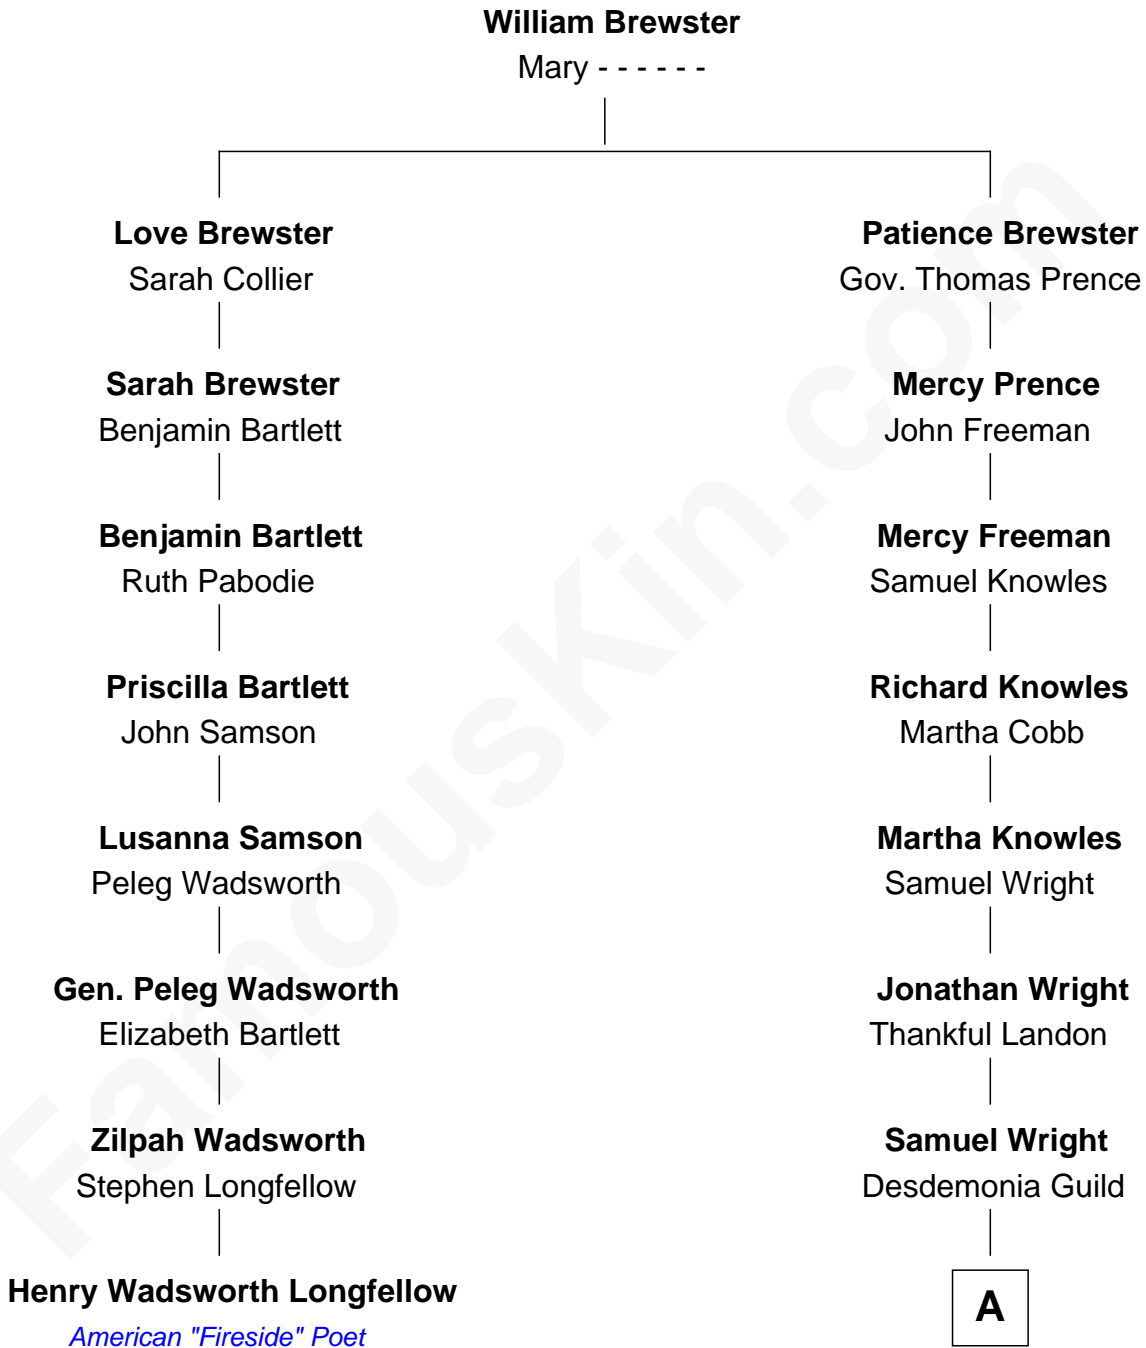 William Brewster
Mary - - - - - -
Love Brewster
Sarah Collier
Patience Brewster
Gov. Thomas Prence
Sarah Brewster
Benjamin Bartlett
Mercy Prence
John Freeman
Benjamin Bartlett
Ruth Pabodie
Mercy Freeman
Samuel Knowles
Priscilla Bartlett
John Samson
Richard Knowles
Martha Cobb
Lusanna Samson
Peleg Wadsworth
Martha Knowles
Samuel Wright
Gen. Peleg Wadsworth
Elizabeth Bartlett
Jonathan Wright
Thankful Landon
Zilpah Wadsworth
Stephen Longfellow
Samuel Wright
Desdemonia Guild
Henry Wadsworth Longfellow
American "Fireside" Poet
A
FamousKin.com